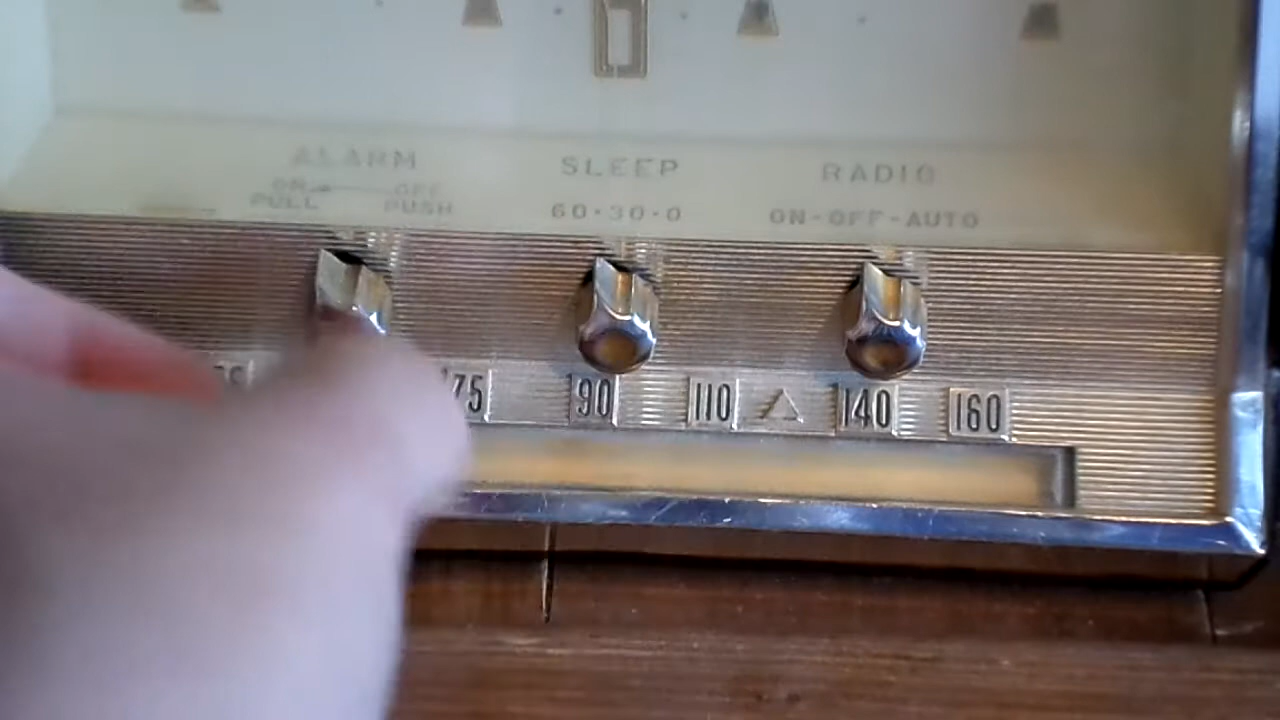 ALARM SLEEP RADIO
ON OFF
PULL PUSH 60·30·0 ON-OFF-AUTO
75 90 110 140 160